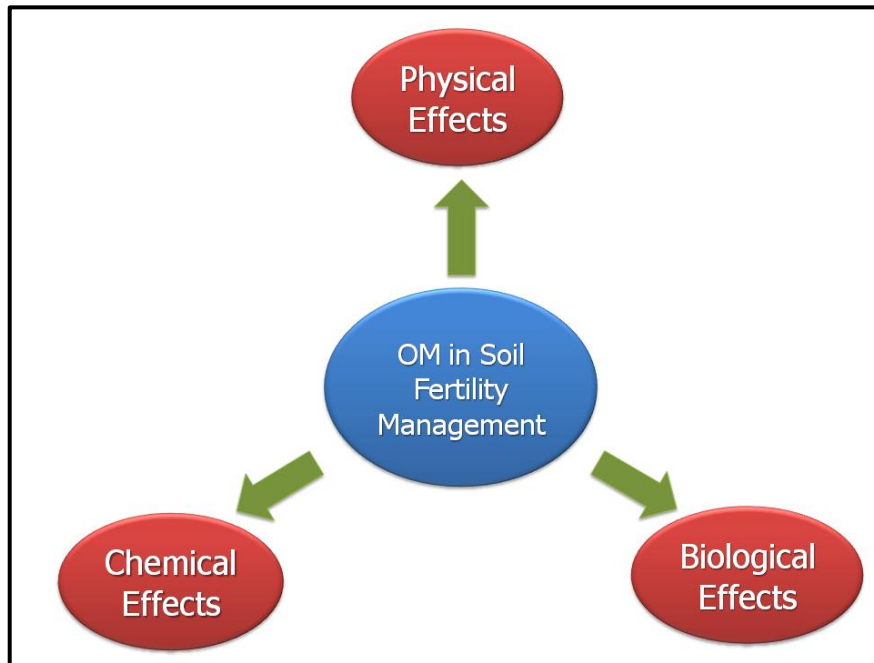 Physical
Effects
OM in Soil
Fertility
Management
Chemical
Effects
Biological
Effects